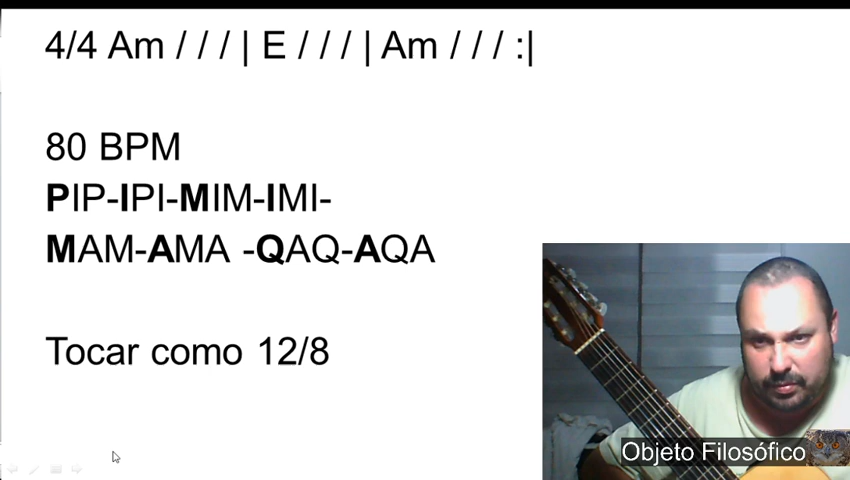 4/4 Am / / / | E / / / | Am / / / :|
80 BPM
PIP-IPI-MIM-IMI-
MAM-AMA -QAQ-AQA
Tocar como 12/8
Objeto Filosófico